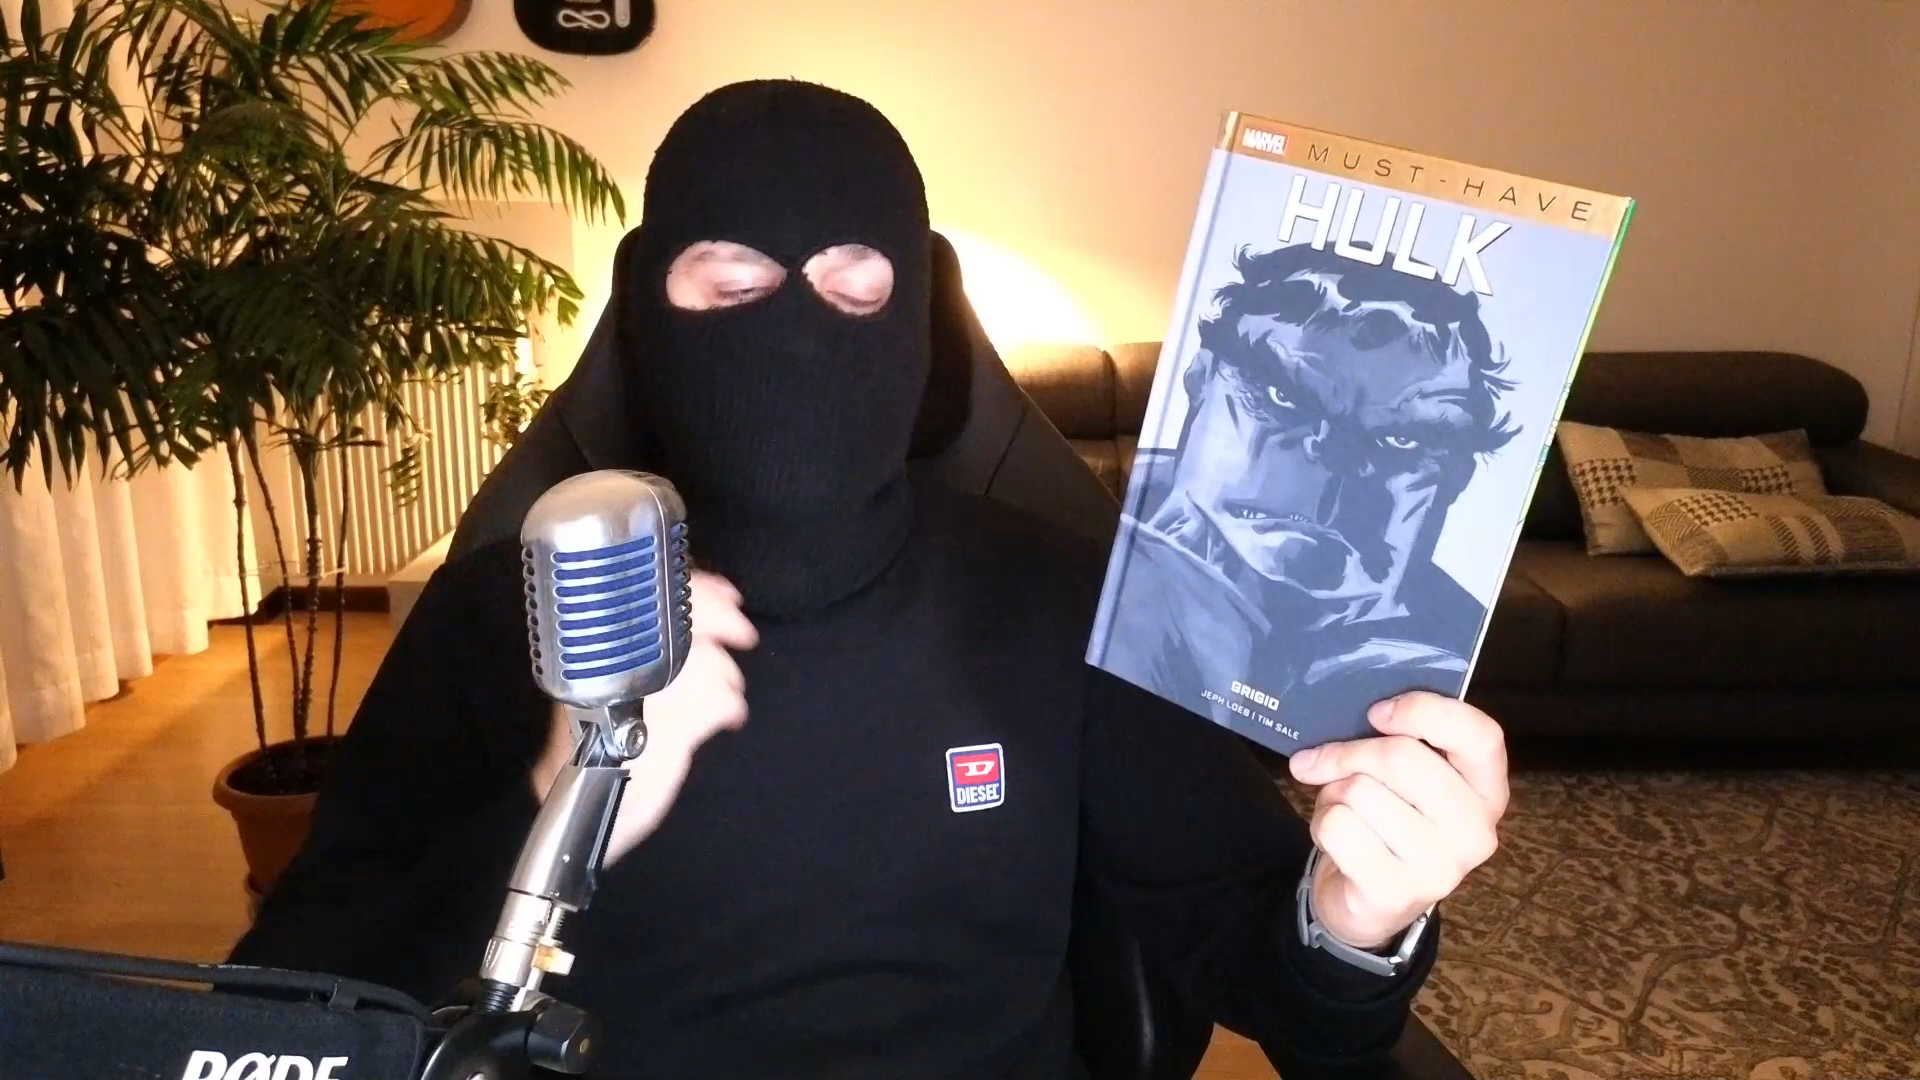 MARVEL MUST-HAVE
HULK
GRIGIO
JEPH LOEB | TIM SALE
DIESEL
RØDE